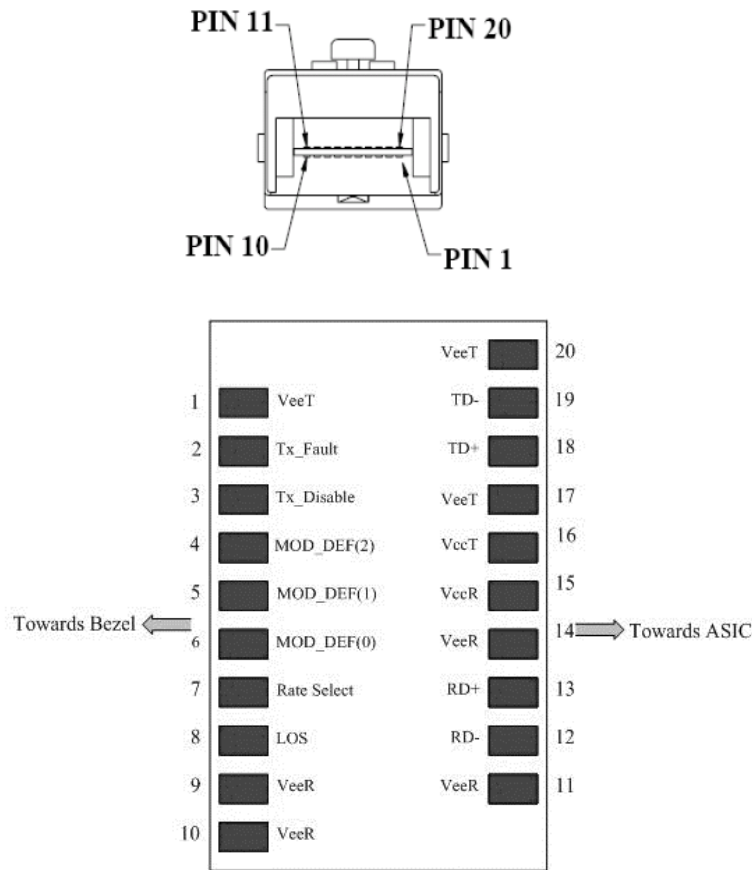 PIN 11
PIN 20
PIN 10
PIN 1
VeeT 20
1 VeeT TD- 19
2 Tx_Fault TD+ 18
3 Tx_Disable VeeT 17
4 MOD_DEF(2) VccT 16
5 MOD_DEF(1) VccR 15
Towards Bezel 6 MOD_DEF(0) VeeR 14 Towards ASIC
7 Rate Select RD+ 13
8 LOS RD- 12
9 VeeR VeeR 11
10 VeeR